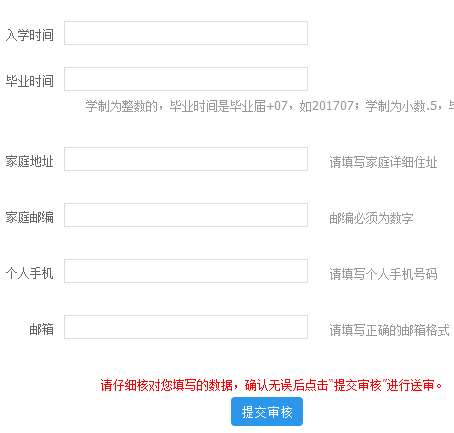 入学时间
毕业时间
学制为整数的，毕业时间是毕业届+07，如201707；学制为小数.5，
家庭地址 请填写家庭详细住址
家庭邮编 邮编必须为数字
个人手机 请填写个人手机号码
邮箱 请填写正确的邮箱格式
请仔细核对您填写的数据，确认无误后点击“提交审核”进行送审。
提交审核